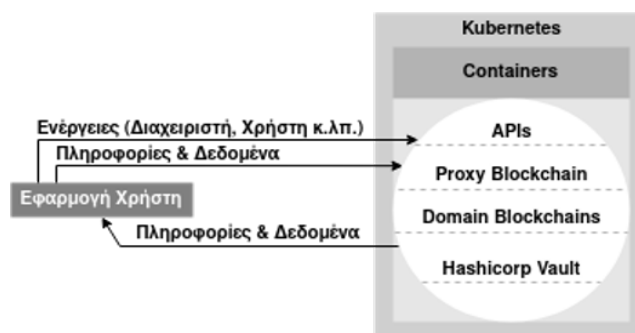 Kubernetes
Containers
Ενέργειες (Διαχειριστή, Χρήστη κ.λπ.)
APIs
Πληροφορίες & Δεδομένα
Proxy Blockchain
Εφαρμογή Χρήστη
Domain Blockchains
Πληροφορίες & Δεδομένα
Hashicorp Vault